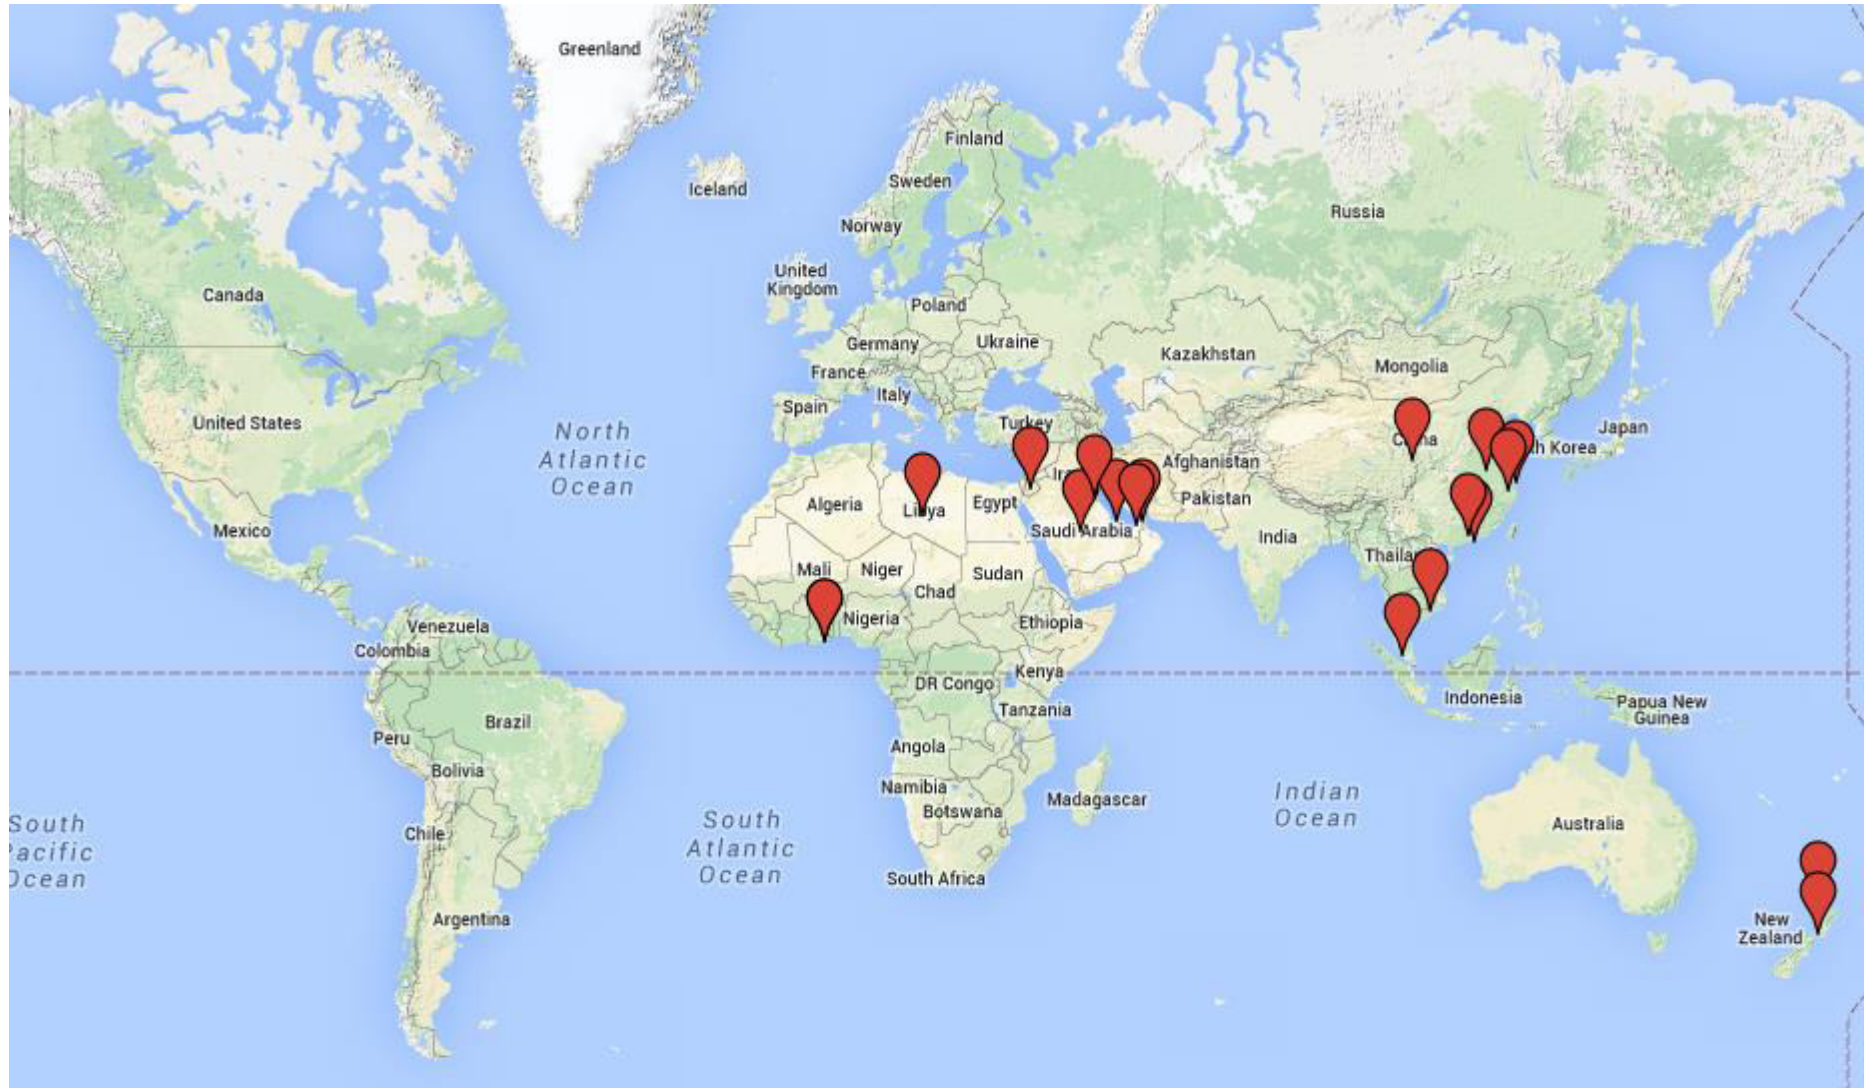 Greenland
Finland
Iceland
Sweden
Russia
Norway
United
Kingdom
Canada
Poland
Germany
Ukraine
Kazakhstan
France
Mongolia
Italy
Spain
United States
Turkey
Japan
North
Atlantic
Ocean
Afghanistan
Algeria
Egypt
Pakistan
Mexico
Saudi Arabia
India
Mali
Niger
Sudan
Chad
Nigeria
Ethiopia
Venezuela
Colombia
Kenya
DR Congo
Indonesia
Papua New
Guinea
Tanzania
Brazil
Peru
Angola
Bolivia
Namibia
Madagascar
Botswana
Indian
Ocean
South
Ocean
Chile
South
Atlantic
Ocean
Australia
South Africa
Argentina
New
Zealand